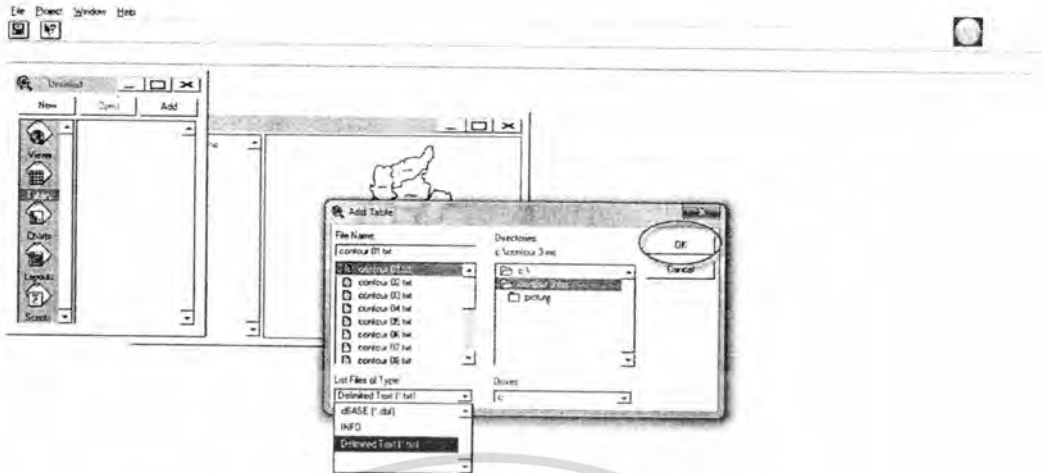 File Project Window Help
Untitled
New Open Add
Views
Charts
Layouts
Scripts
Add Table
File Name:
contour 01.txt
contour 01.txt
contour 02.txt
contour 03.txt
contour 04.txt
contour 05.txt
contour 06.txt
contour 07.txt
contour 08.txt
List Files of Type:
Delimited Text (*.txt)
dBASE (*.dbf)
INFO
Delimited Text (*.txt)
Directories:
c:\
picture
Drives:
c:
OK
Cancel